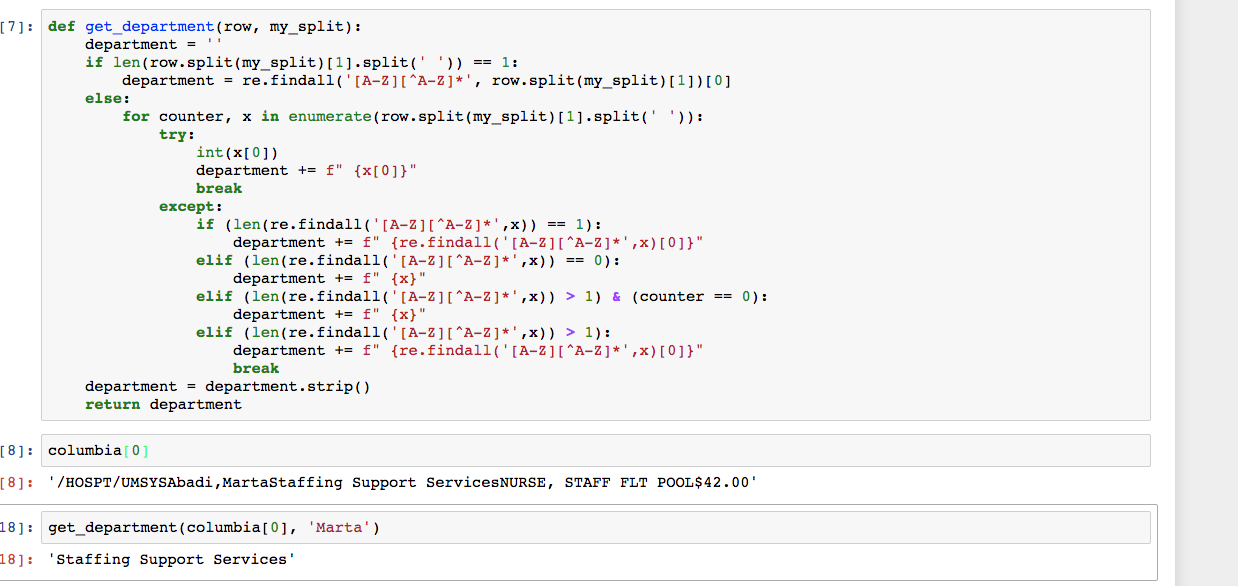 [7]: def get_department(row, my_split):
    department = ''
    if len(row.split(my_split)[1].split(' ')) == 1:
        department = re.findall('[A-Z][^A-Z]*', row.split(my_split)[1])[0]
    else:
        for counter, x in enumerate(row.split(my_split)[1].split(' ')):
            try:
                int(x[0])
                department += f" {x[0]}"
                break
            except:
                if (len(re.findall('[A-Z][^A-Z]*',x)) == 1):
                    department += f" {re.findall('[A-Z][^A-Z]*',x)[0]}"
                elif (len(re.findall('[A-Z][^A-Z]*',x)) == 0):
                    department += f" {x}"
                elif (len(re.findall('[A-Z][^A-Z]*',x)) > 1) & (counter == 0):
                    department += f" {x}"
                elif (len(re.findall('[A-Z][^A-Z]*',x)) > 1):
                    department += f" {re.findall('[A-Z][^A-Z]*',x)[0]}"
                    break
    department = department.strip()
    return department
[8]: columbia[0]
[8]: '/HOSPT/UMSYSAbadi,MartaStaffing Support ServicesNURSE, STAFF FLT POOL$42.00'
18]: get_department(columbia[0], 'Marta')
18]: 'Staffing Support Services'